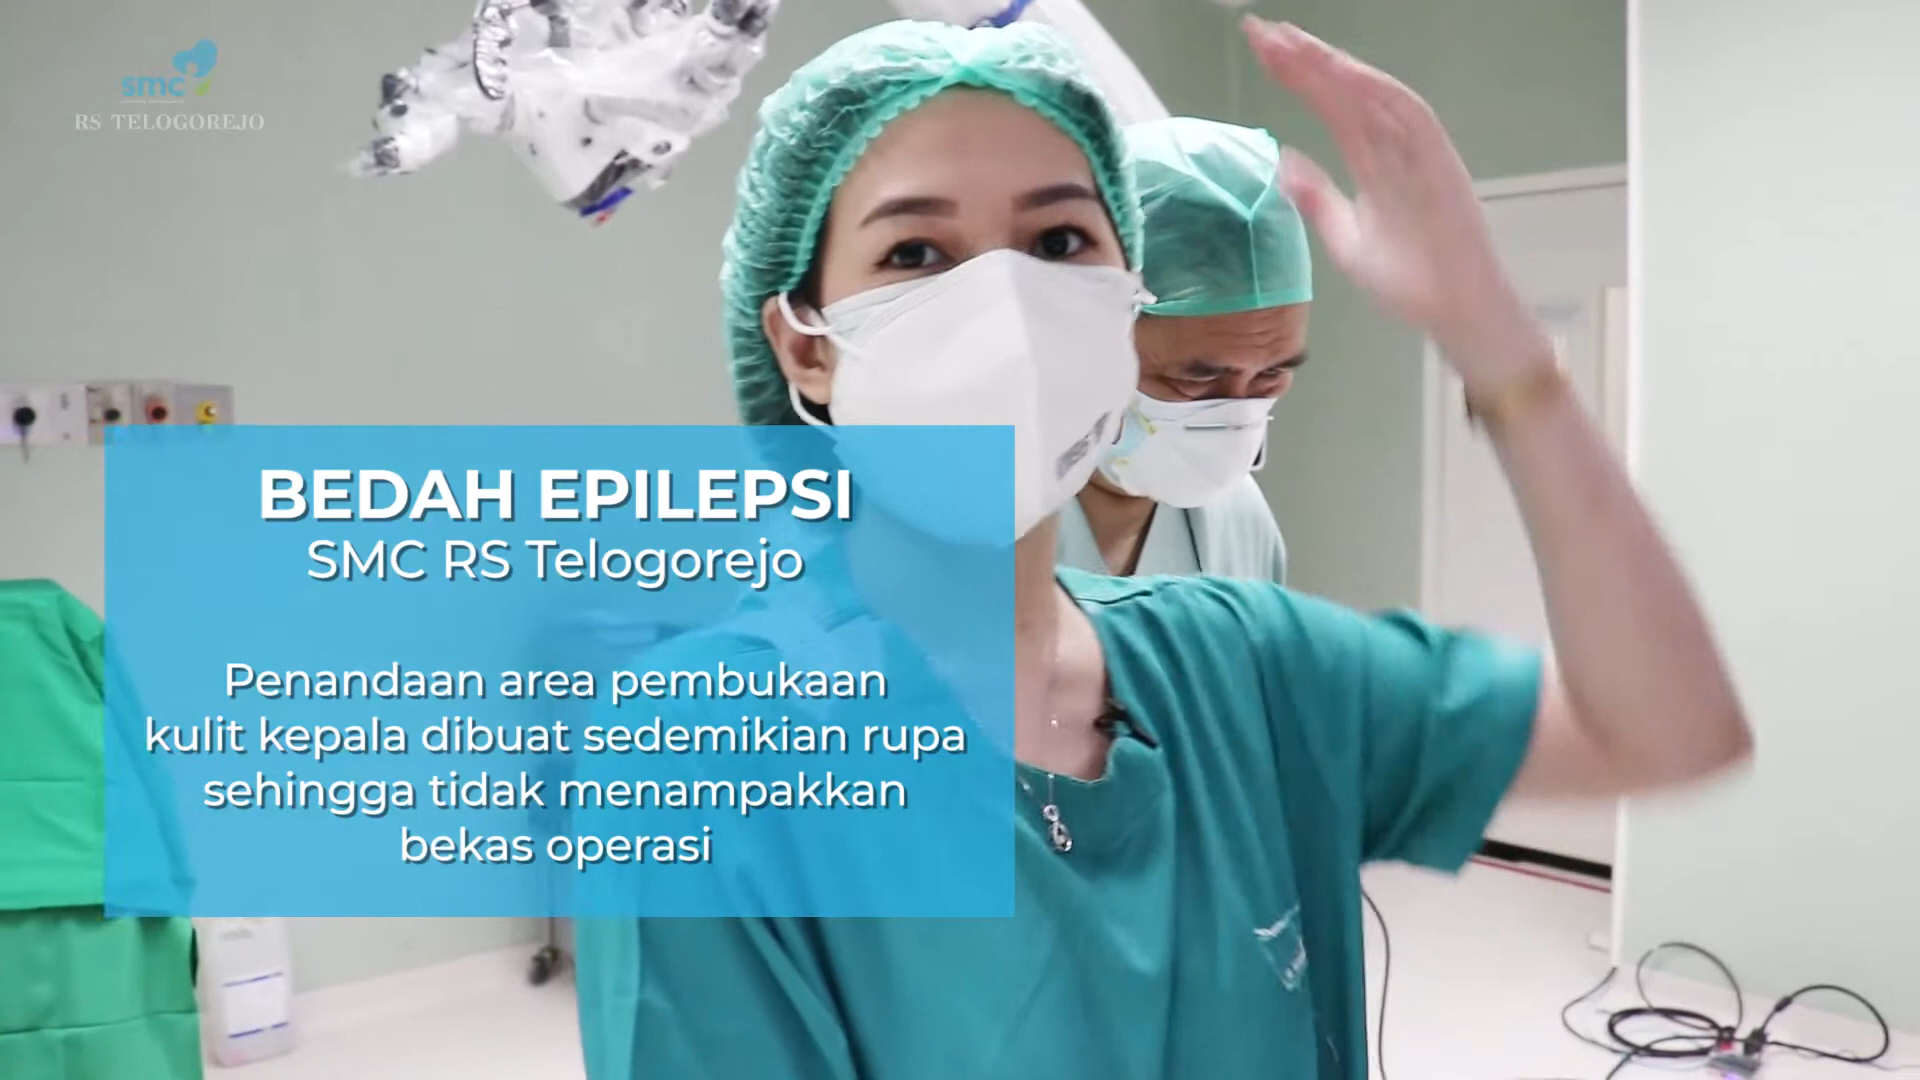 smc
RS TELOGOREJO
BEDAH EPILEPSI
SMC RS Telogorejo
Penandaan area pembukaan
kulit kepala dibuat sedemikian rupa
sehingga tidak menampakkan
bekas operasi